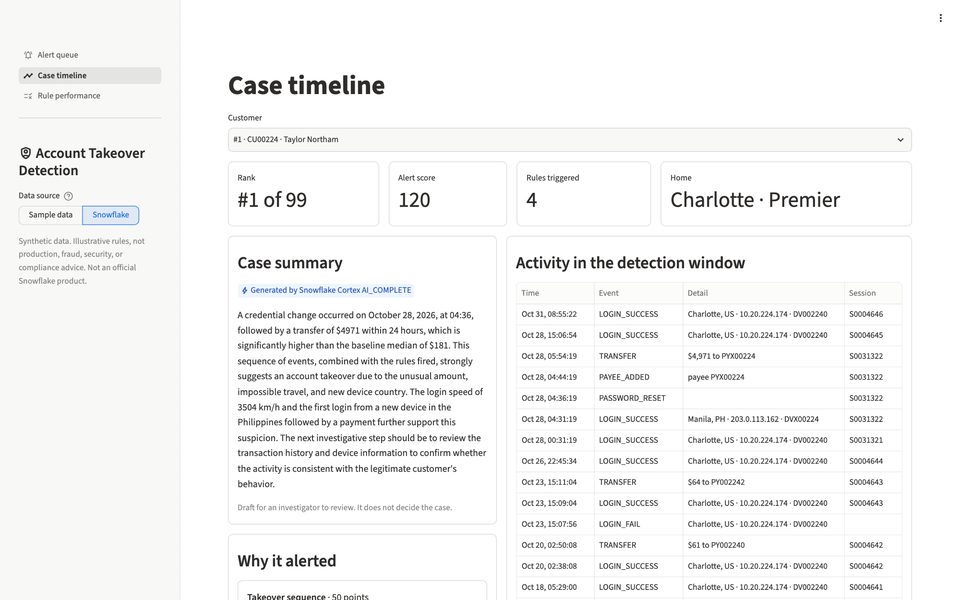 Alert queue
Case timeline
Rule performance
Account Takeover
Detection
Data source
Sample data
Snowflake
Synthetic data. Illustrative rules, not
production, fraud, security, or
compliance advice. Not an official
Snowflake product.
Case timeline
Customer
#1 · CU00224 · Taylor Northam
Rank
#1 of 99
Alert score
120
Rules triggered
4
Home
Charlotte · Premier
Case summary
Generated by Snowflake Cortex AI_COMPLETE
A credential change occurred on October 28, 2026, at 04:36,
followed by a transfer of $4971 within 24 hours, which is
significantly higher than the baseline median of $181. This
sequence of events, combined with the rules fired, strongly
suggests an account takeover due to the unusual amount,
impossible travel, and new device country. The login speed of
3504 km/h and the first login from a new device in the
Philippines followed by a payment further support this
suspicion. The next investigative step should be to review the
transaction history and device information to confirm whether
the activity is consistent with the legitimate customer's
behavior.
Draft for an investigator to review. It does not decide the case.
Why it alerted
Takeover sequence · 50 points
Activity in the detection window
Time Event Detail Session
Oct 31, 08:55:22 LOGIN_SUCCESS Charlotte, US · 10.20.224.174 · DV002240 S0004646
Oct 28, 15:06:54 LOGIN_SUCCESS Charlotte, US · 10.20.224.174 · DV002240 S0004645
Oct 28, 05:54:19 TRANSFER $4,971 to PYX00224 S0031322
Oct 28, 04:44:19 PAYEE_ADDED payee PYX00224 S0031322
Oct 28, 04:36:19 PASSWORD_RESET S0031322
Oct 28, 04:31:19 LOGIN_SUCCESS Manila, PH · 203.0.113.162 · DVX00224 S0031322
Oct 28, 00:31:19 LOGIN_SUCCESS Charlotte, US · 10.20.224.174 · DV002240 S0031321
Oct 26, 22:45:34 LOGIN_SUCCESS Charlotte, US · 10.20.224.174 · DV002240 S0004644
Oct 23, 15:11:04 TRANSFER $64 to PY002242 S0004643
Oct 23, 15:09:04 LOGIN_SUCCESS Charlotte, US · 10.20.224.174 · DV002240 S0004643
Oct 23, 15:07:56 LOGIN_FAIL Charlotte, US · 10.20.224.174 · DV002240
Oct 20, 02:50:08 TRANSFER $61 to PY002240 S0004642
Oct 20, 02:38:08 LOGIN_SUCCESS Charlotte, US · 10.20.224.174 · DV002240 S0004642
Oct 18, 05:29:00 LOGIN_SUCCESS Charlotte, US · 10.20.224.174 · DV002240 S0004641